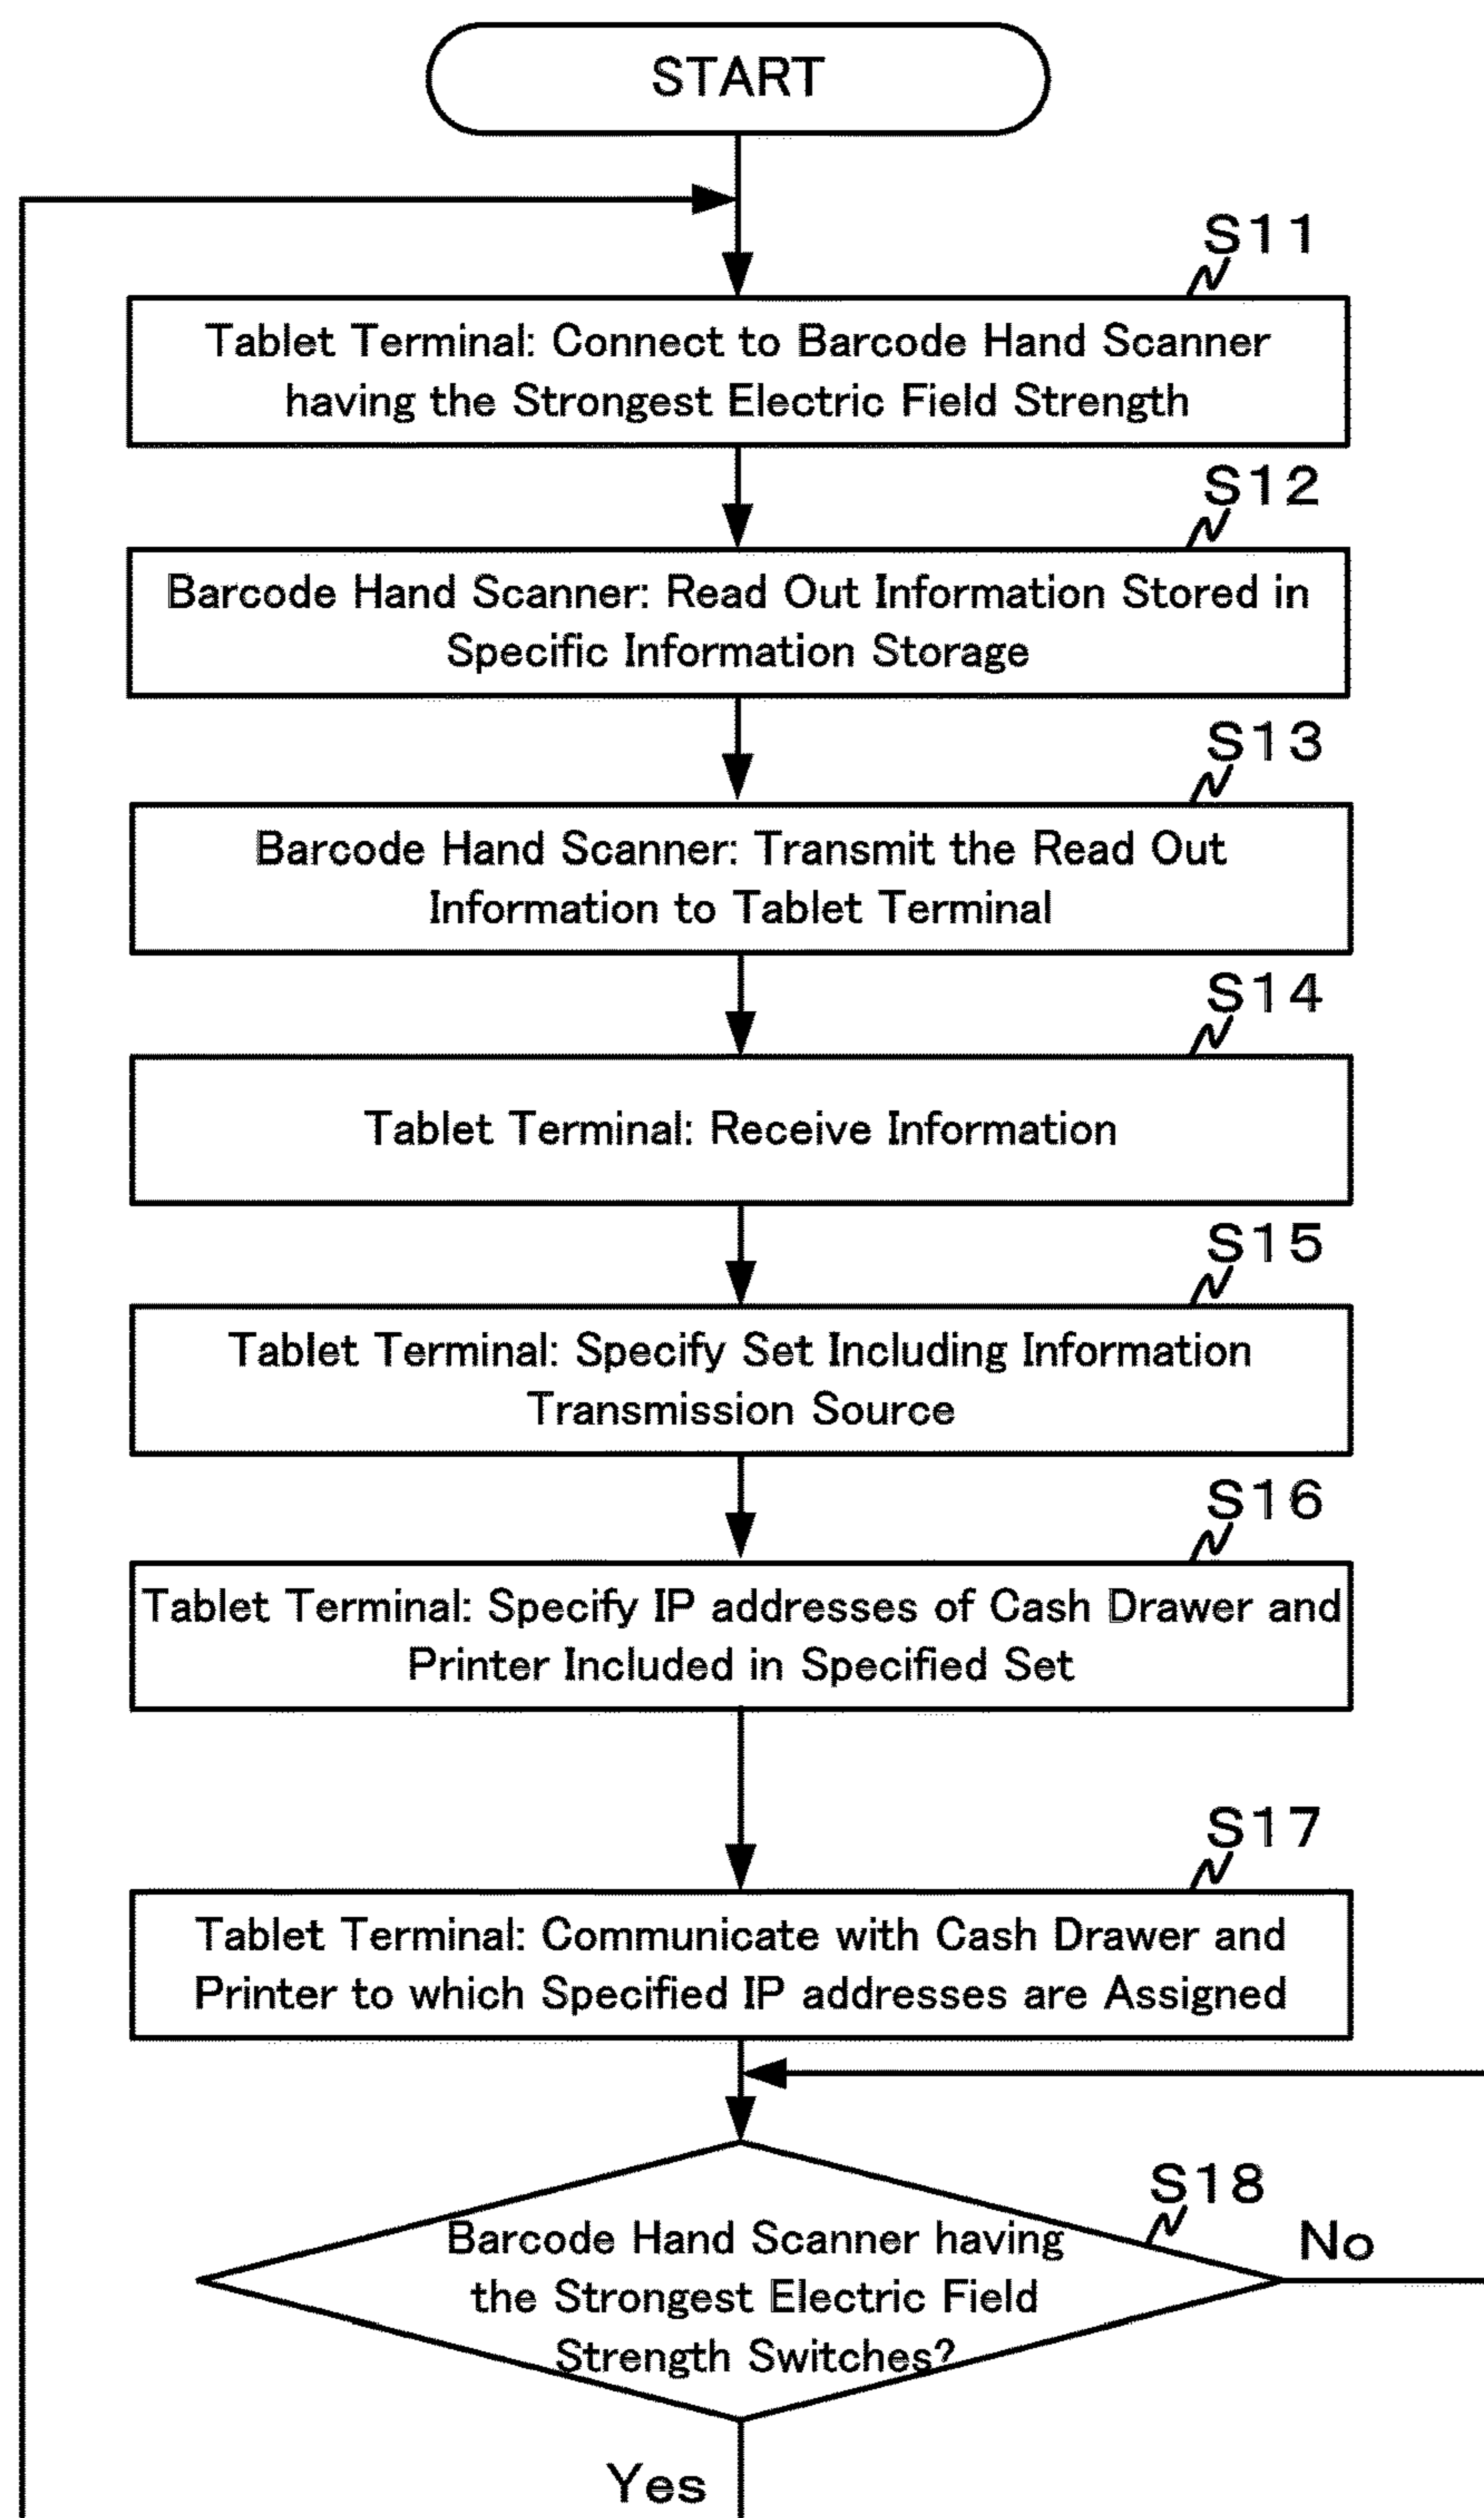 START
S11
Tablet Terminal: Connect to Barcode Hand Scanner
having the Strongest Electric Field Strength
S12
Barcode Hand Scanner: Read Out Information Stored in
Specific Information Storage
S13
Barcode Hand Scanner: Transmit the Read Out
Information to Tablet Terminal
S14
Tablet Terminal: Receive Information
S15
Tablet Terminal: Specify Set Including Information
Transmission Source
S16
Tablet Terminal: Specify IP addresses of Cash Drawer and
Printer Included in Specified Set
S17
Tablet Terminal: Communicate with Cash Drawer and
Printer to which Specified IP addresses are Assigned
S18
Barcode Hand Scanner having
the Strongest Electric Field
Strength Switches?
No
Yes